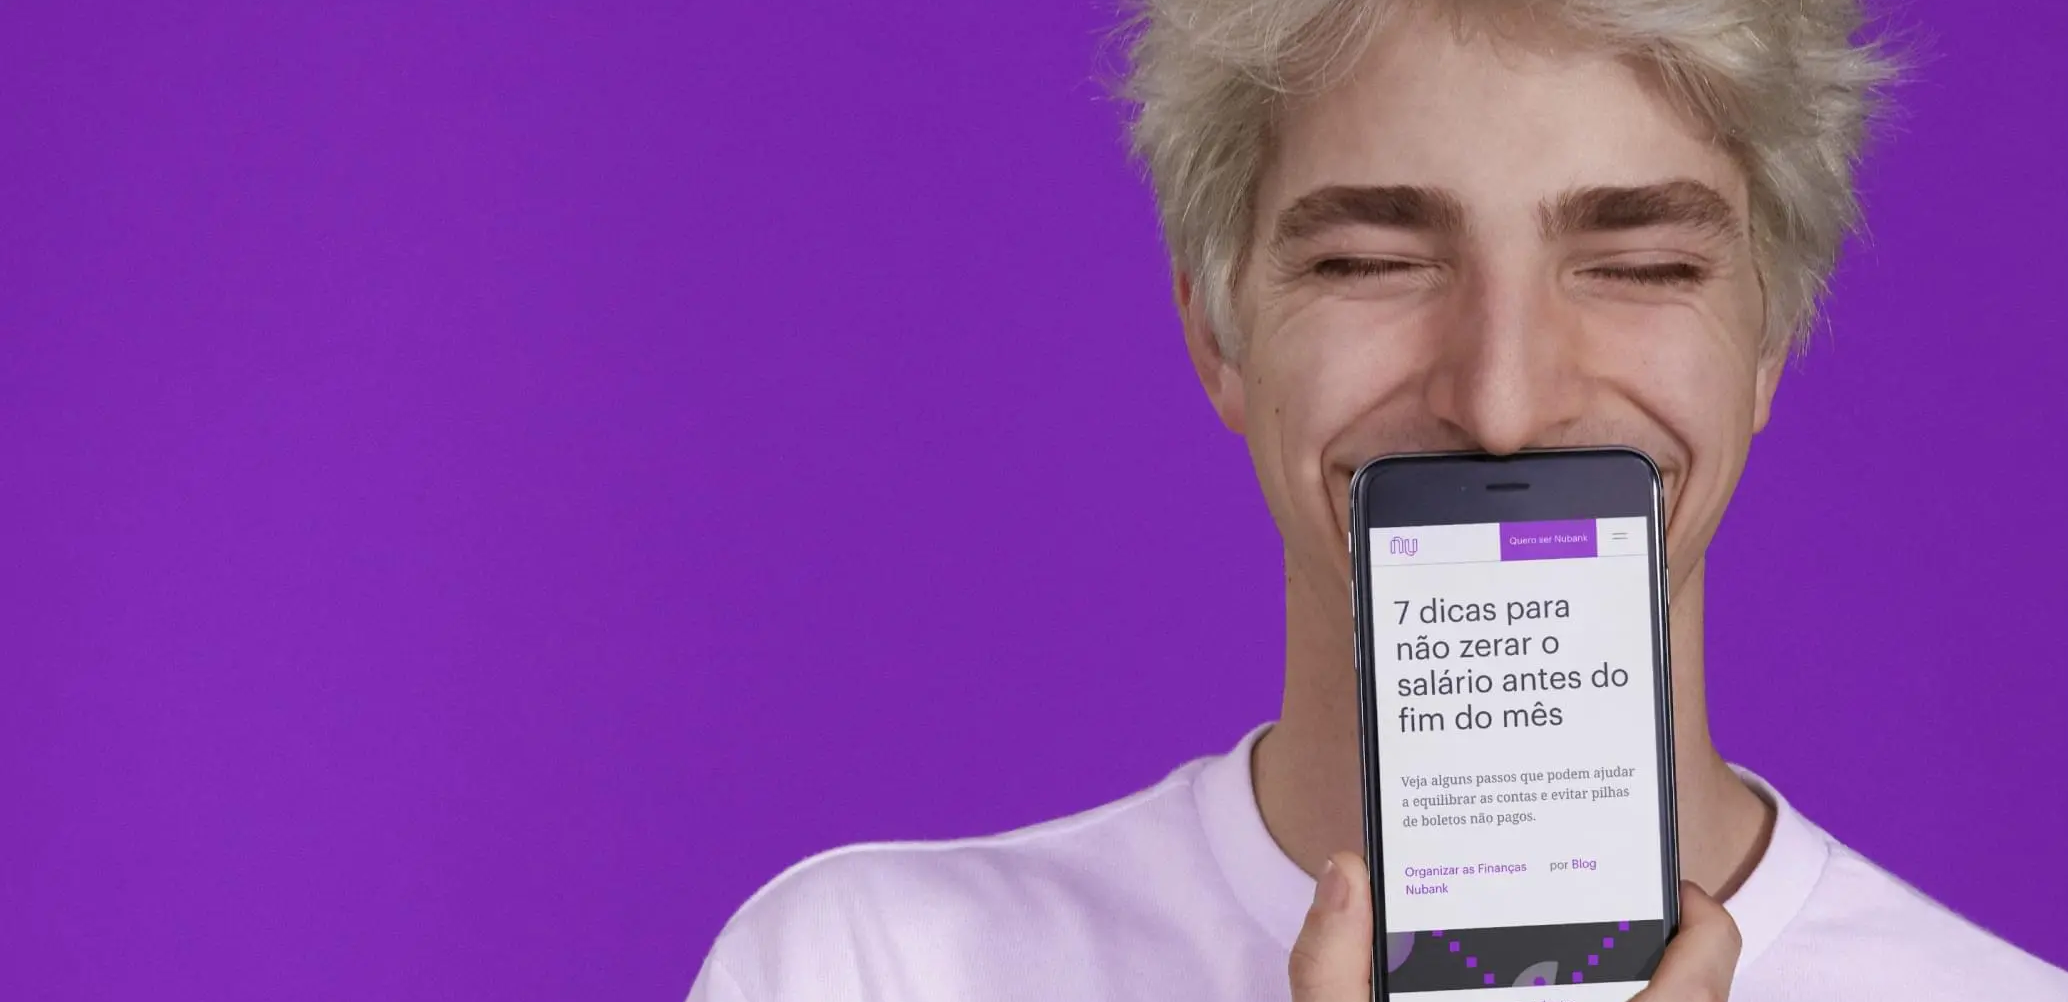 nu
Quero ser Nubank
7 dicas para
não zerar o
salário antes do
fim do mês
Veja alguns passos que podem ajudar
a equilibrar as contas e evitar pilhas
de boletos não pagos.
Organizar as Finanças por Blog
Nubank